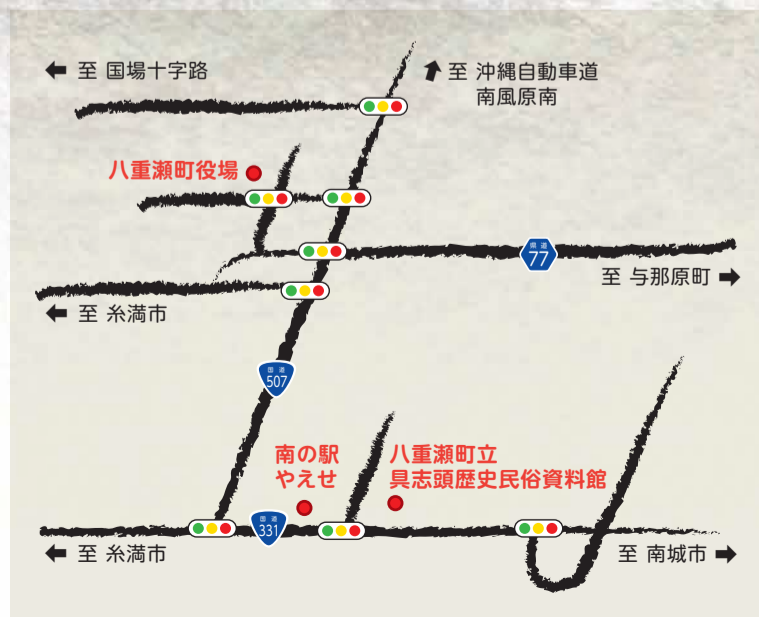 至 国場十字路
至 沖縄自動車道
南風原南
八重瀬町役場
県道
77
至 与那原町
至 糸満市
国道
507
南の駅
やえせ
八重瀬町立
具志頭歴史民俗資料館
国道
331
至 糸満市
至 南城市